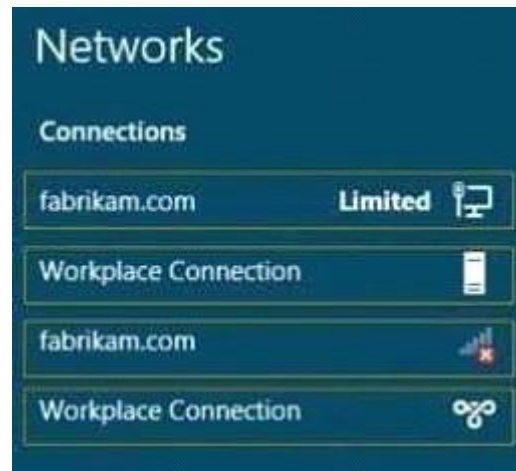 Networks
Connections
fabrikam.com Limited
Workplace Connection
fabrikam.com
Workplace Connection